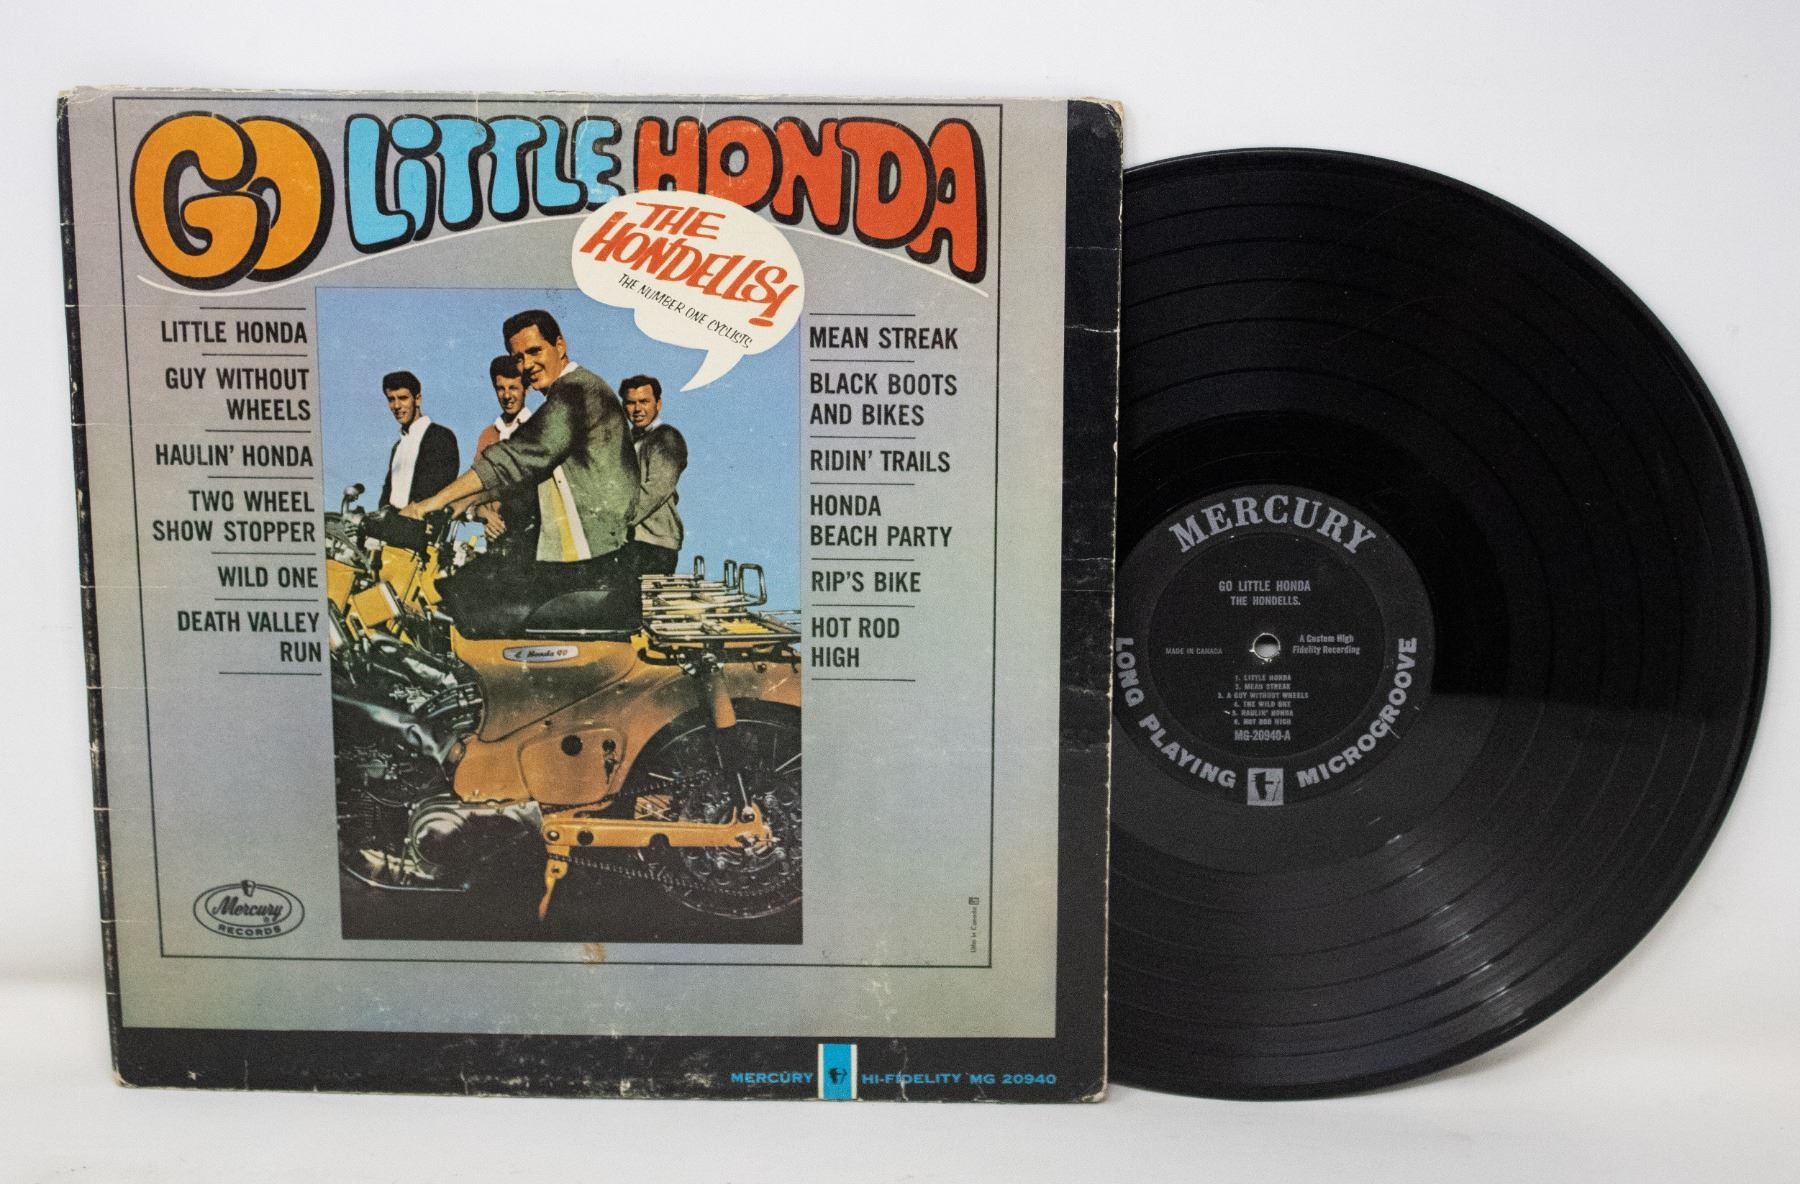 GO LITTLE HONDA
THE
HONDELLS!
THE NUMBER ONE CYCLISTS
LITTLE HONDA
GUY WITHOUT
WHEELS
HAULIN' HONDA
TWO WHEEL
SHOW STOPPER
WILD ONE
DEATH VALLEY
RUN
MEAN STREAK
BLACK BOOTS
AND BIKES
RIDIN' TRAILS
HONDA
BEACH PARTY
RIP'S BIKE
HOT ROD
HIGH
Honda 90
Mercury
RECORDS
Litho in Canada
MERCURY HI-FIDELITY MG 20940
MERCURY
GO LITTLE HONDA
THE HONDELLS.
MADE IN CANADA
A Custom High
Fidelity Recording
1. LITTLE HONDA
2. MEAN STREAK
3. A GUY WITHOUT WHEELS
4. THE WILD ONE
5. HAULIN' HONDA
6. HOT ROD HIGH
MG-20940-A
LONG PLAYING MICROGROOVE